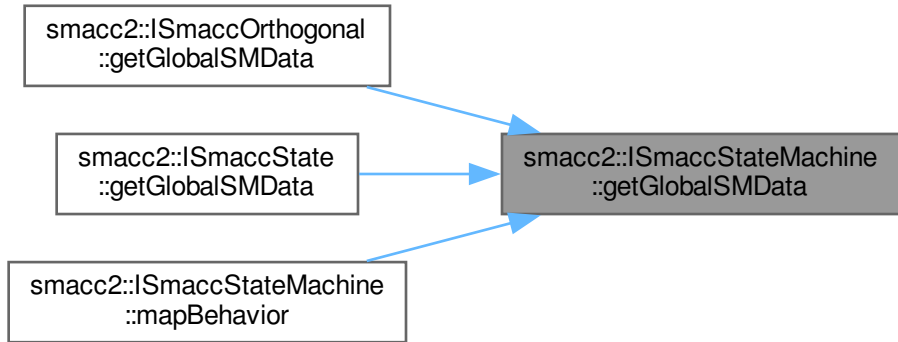 smacc2::ISmaccOrthogonal
::getGlobalSMData
smacc2::ISmaccState
::getGlobalSMData
smacc2::ISmaccStateMachine
::mapBehavior
smacc2::ISmaccStateMachine
::getGlobalSMData